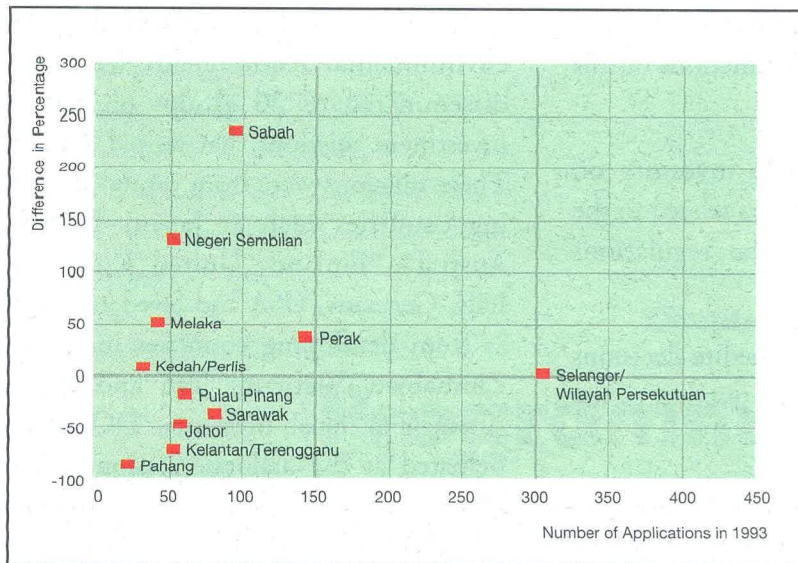 Difference in Percentage
300
250
200
150
100
50
0
-50
-100
Sabah
Negeri Sembilan
Melaka
Perak
Kedah/Perlis
Selangor/
Wilayah Persekutuan
Pulau Pinang
Sarawak
Johor
Kelantan/Terengganu
Pahang
0 50 100 150 200 250 300 350 400 450
Number of Applications in 1993